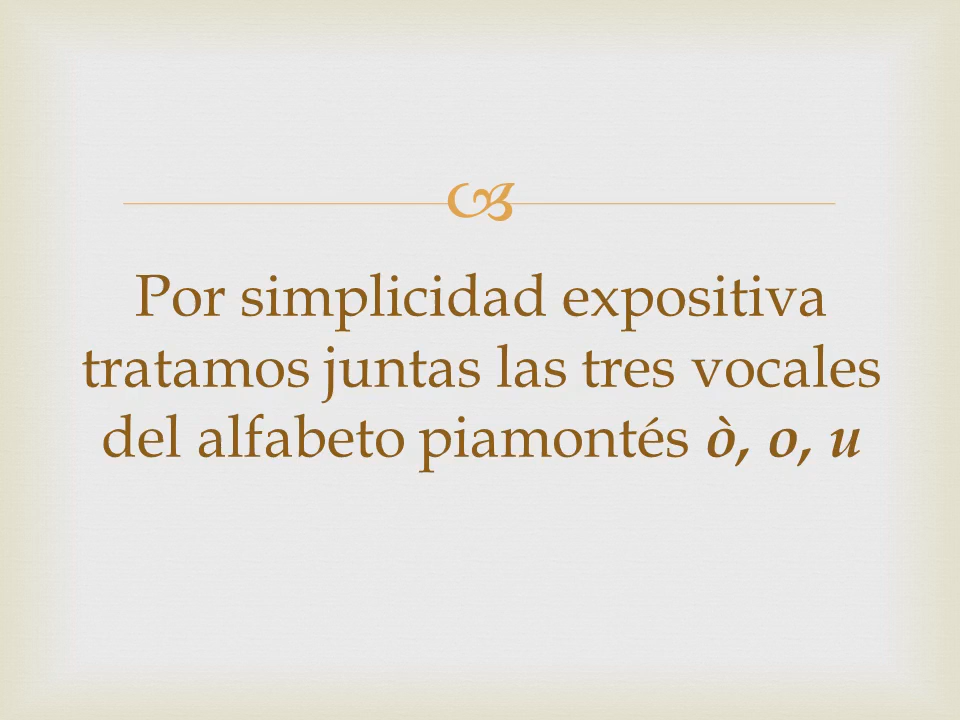 Por simplicidad expositiva
tratamos juntas las tres vocales
del alfabeto piamontés ò, o, u